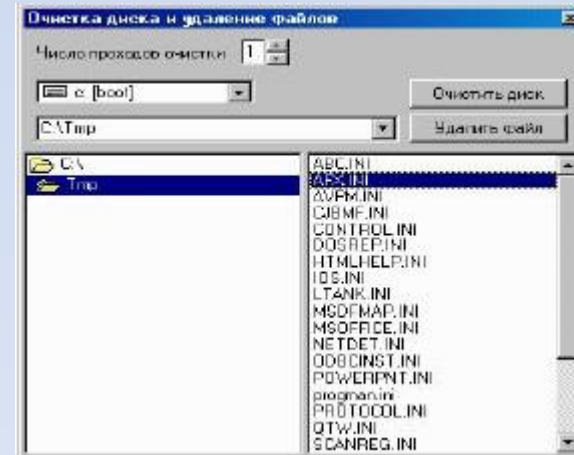 Очистка диска и удаление файлов
Число проходов очистки 1
c: [boot]
Очистить диск
C:\Tmp
Удалить файл
C:\
Tmp
ABC.INI
APX.INI
AVPM.INI
CJBMF.INI
CONTROL.INI
DOSREP.INI
HTMLHELP.INI
IOS.INI
LTANK.INI
MSDFMAP.INI
MSOFFICE.INI
NETDET.INI
ODBCINST.INI
POWERPNT.INI
progman.ini
PROTOCOL.INI
QTW.INI
SCANREG.INI